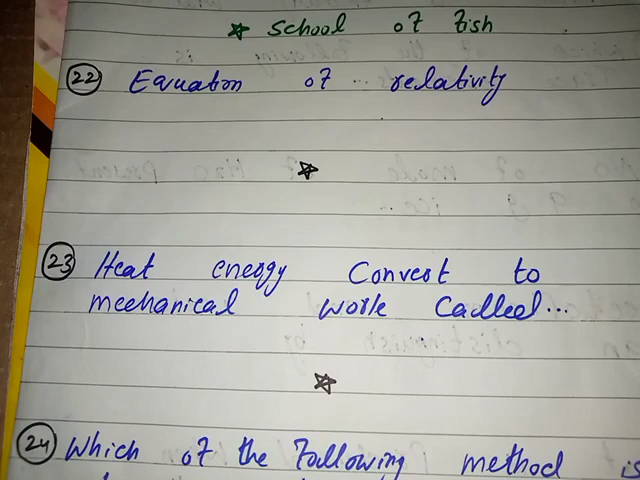 ★ School of Fish
22 Equation of relativity
★
23 Heat energy Convert to
mechanical work Called...
★
24 Which of the Following method is